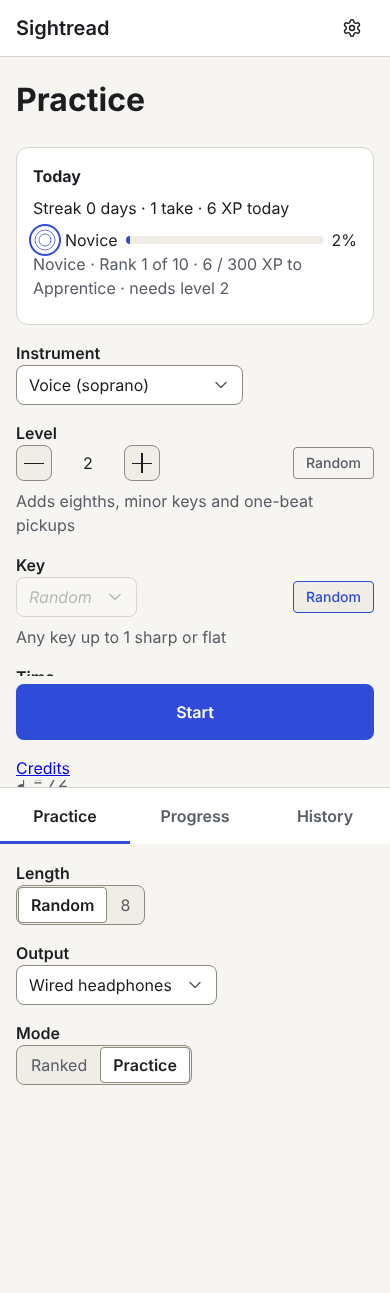 Sightread
Practice
Today
Streak 0 days · 1 take · 6 XP today
Novice 2%
Novice · Rank 1 of 10 · 6 / 300 XP to
Apprentice · needs level 2
Instrument
Voice (soprano)
Level
2 Random
Adds eighths, minor keys and one-beat
pickups
Key
Random Random
Any key up to 1 sharp or flat
Time
Start
Credits
Practice Progress History
Length
Random 8
Output
Wired headphones
Mode
Ranked Practice